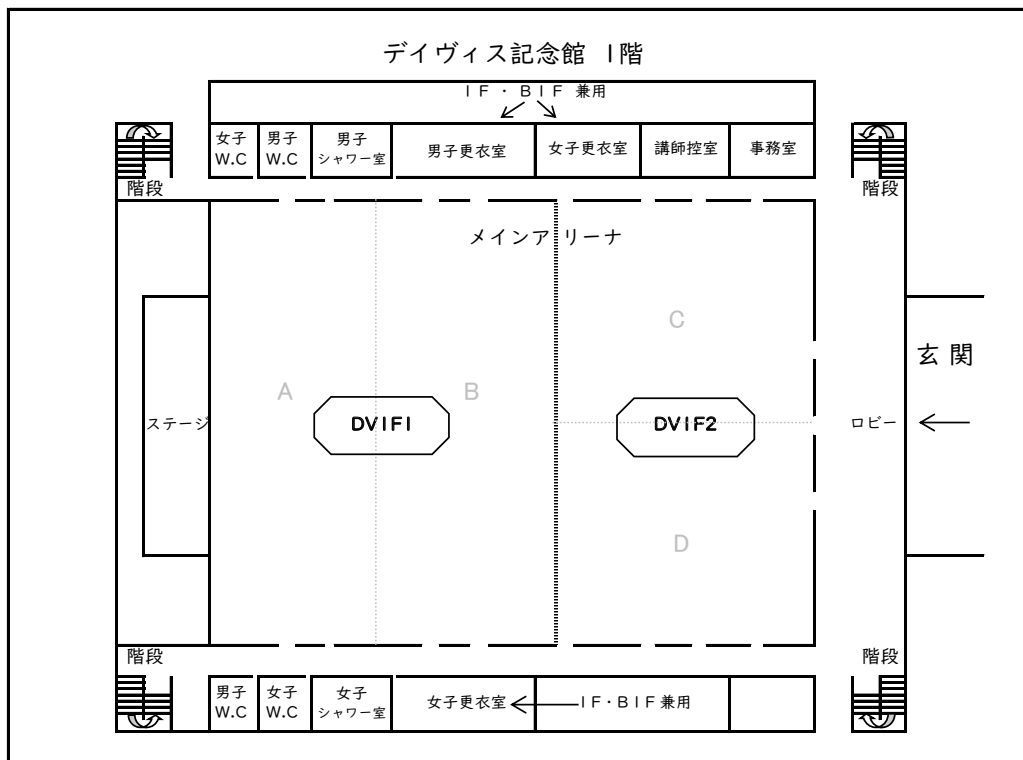 デイヴィス記念館 1階
1F・B1F 兼用
女子
W.C
男子
W.C
男子
シャワー室
男子更衣室
女子更衣室
講師控室
事務室
階段
階段
メインアリーナ
C
玄関
A
B
ステージ
DV1F1
DV1F2
ロビー
D
階段
階段
男子
W.C
女子
W.C
女子
シャワー室
女子更衣室
1F・B1F兼用